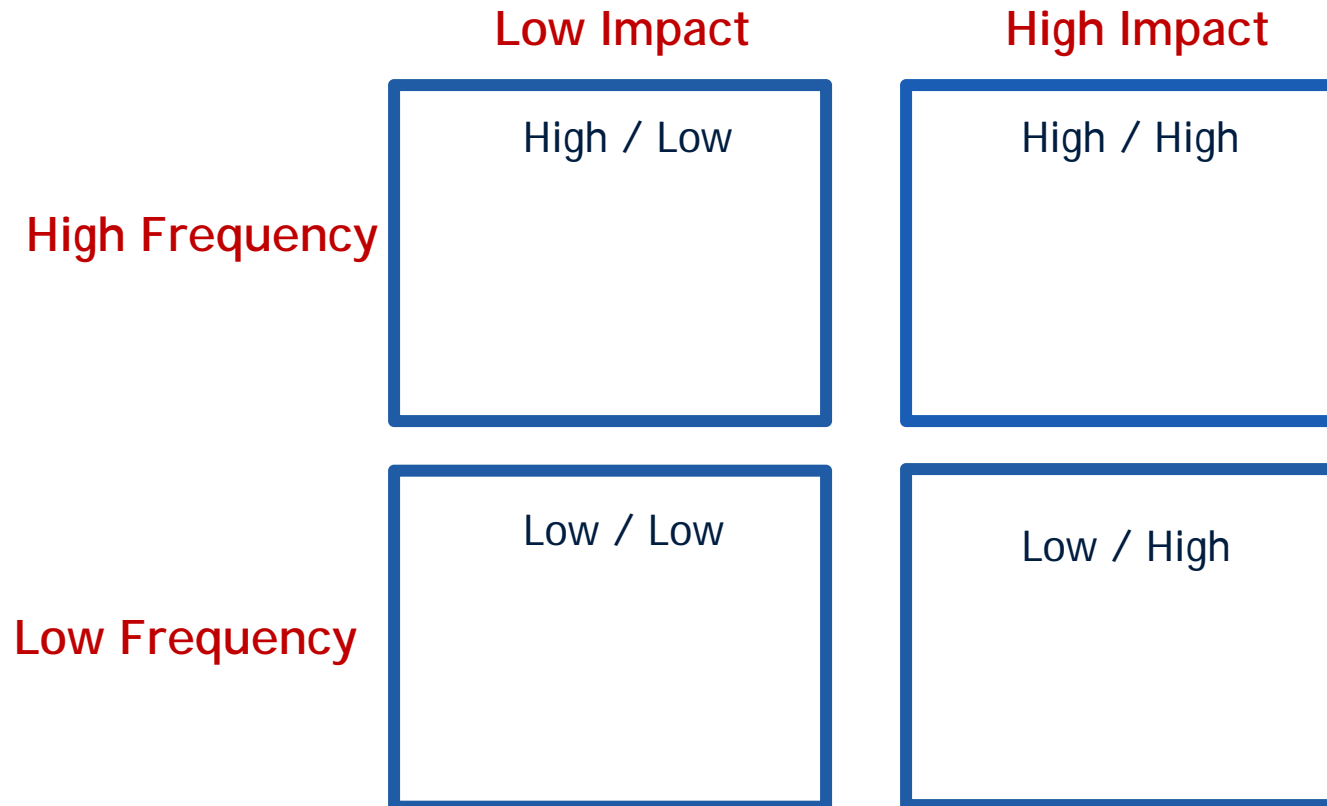 Low Impact
High Impact
High / Low
High / High
High Frequency
Low / Low
Low / High
Low Frequency